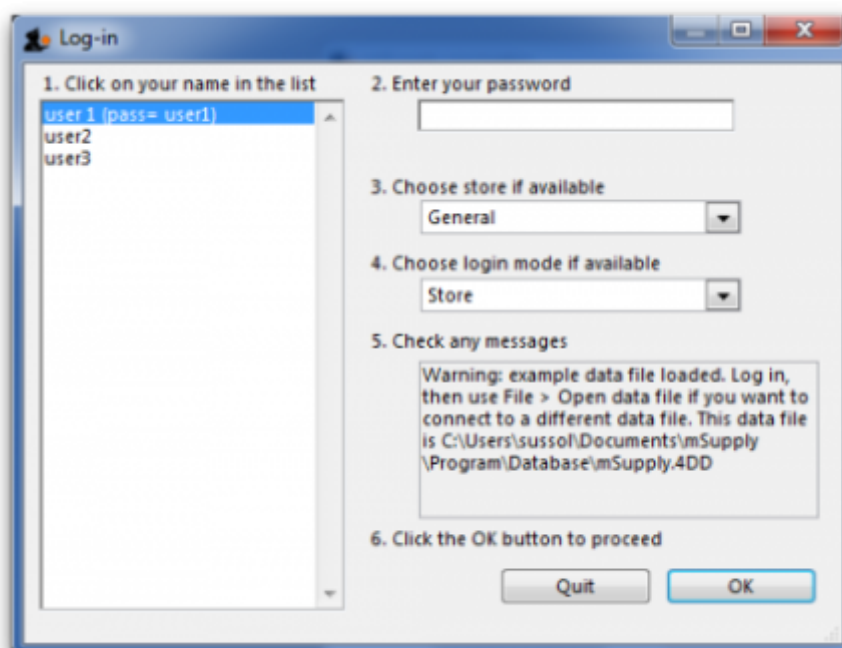 Log-in
1. Click on your name in the list
user 1 (pass= user1)
user2
user3
2. Enter your password
3. Choose store if available
General
4. Choose login mode if available
Store
5. Check any messages
Warning: example data file loaded. Log in,
then use File > Open data file if you want to
connect to a different data file. This data file
is C:\Users\sussol\Documents\mSupply
\Program\Database\mSupply.4DD
6. Click the OK button to proceed
Quit
OK